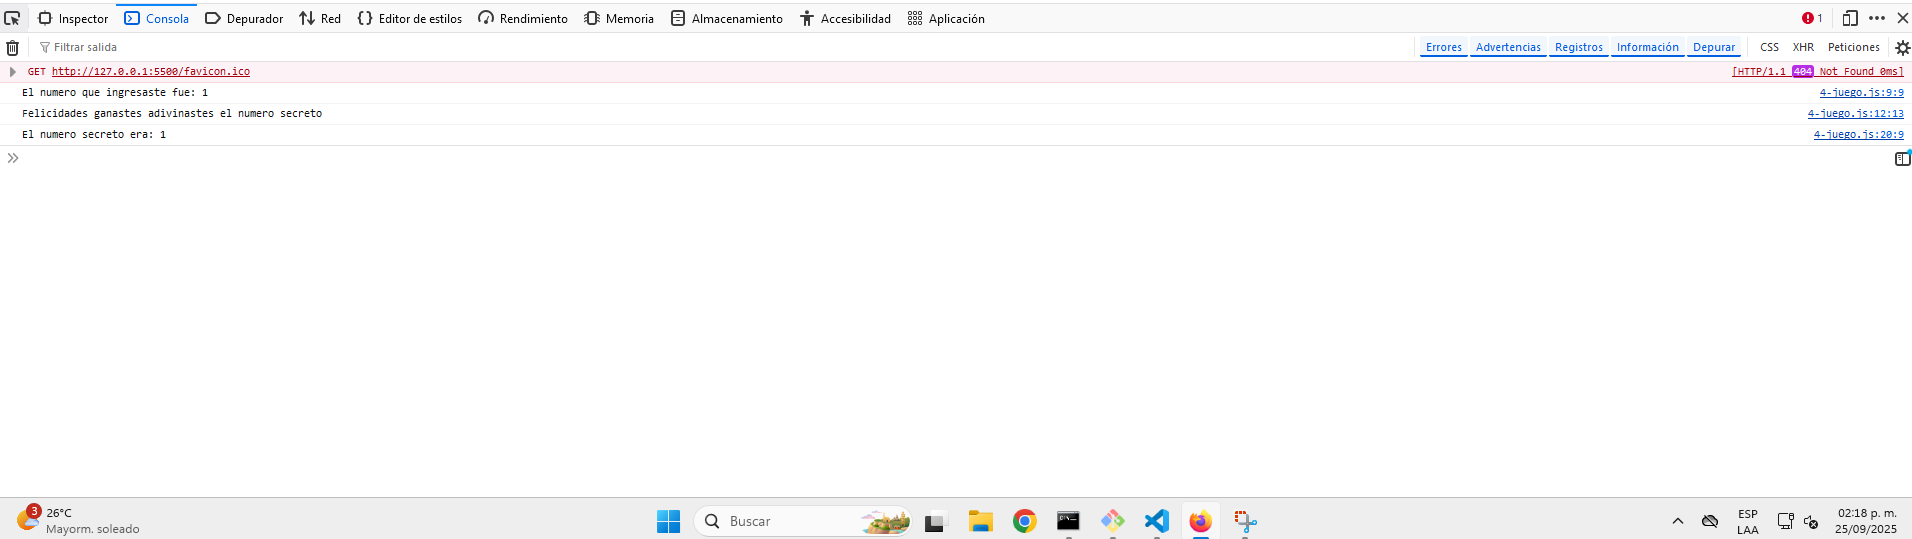 Inspector Consola Depurador Red Editor de estilos Rendimiento Memoria Almacenamiento Accesibilidad Aplicación 1
Filtrar salida Errores Advertencias Registros Información Depurar CSS XHR Peticiones
GET http://127.0.0.1:5500/favicon.ico [HTTP/1.1 404 Not Found 0ms]
El numero que ingresaste fue: 1 4-juego.js:9:9
Felicidades ganastes adivinastes el numero secreto 4-juego.js:12:13
El numero secreto era: 1 4-juego.js:20:9
3 26°C
Mayorm. soleado
Buscar
ESP
LAA
02:18 p. m.
25/09/2025